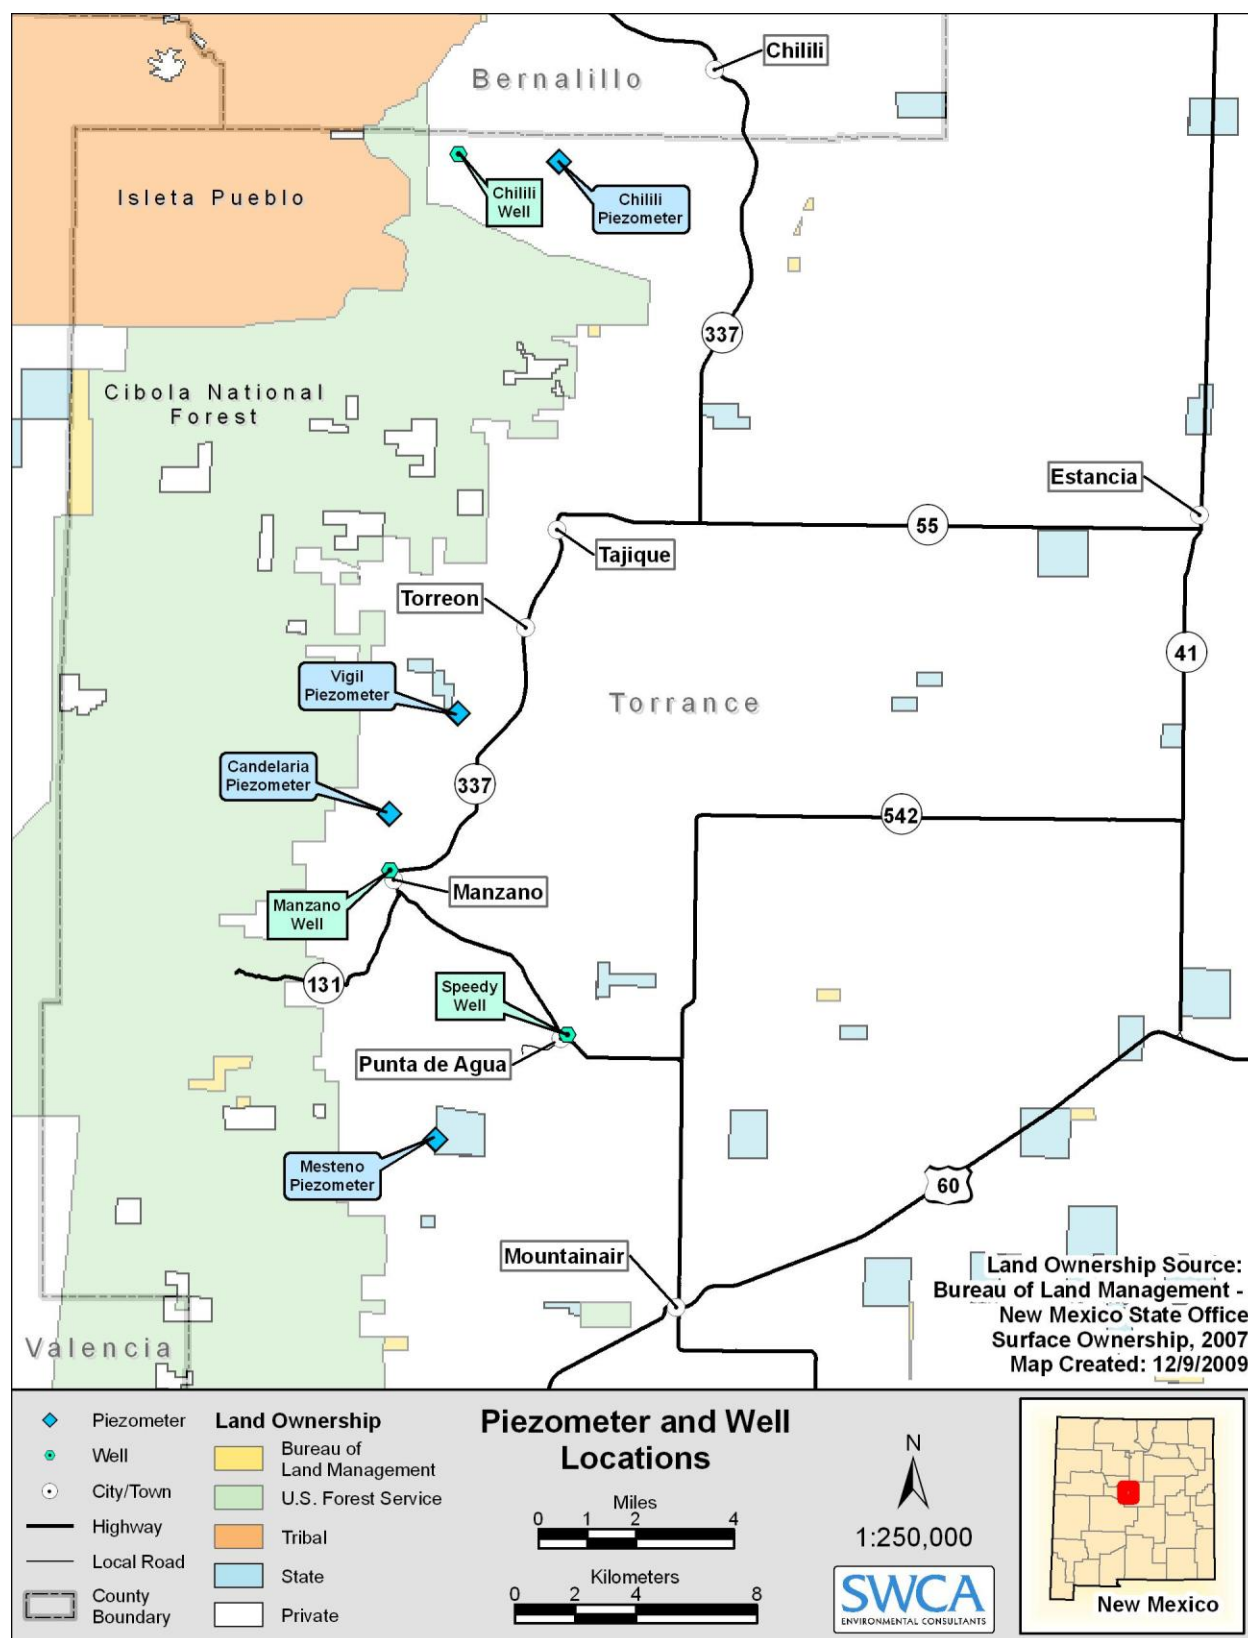 Chilili
Bernalillo
Isleta Pueblo
Chilili
Well
Chilili
Piezometer
337
Cibola National
Forest
Estancia
55
Tajique
Torreon
41
Vigil
Piezometer
Torrance
Candelaria
Piezometer
337
542
Manzano
Manzano
Well
131
Speedy
Well
Punta de Agua
Mesteno
Piezometer
60
Mountainair
Land Ownership Source:
Bureau of Land Management -
New Mexico State Office
Surface Ownership, 2007
Map Created: 12/9/2009
Valencia
Piezometer
Well
City/Town
Highway
Local Road
County
Boundary
Land Ownership
Bureau of
Land Management
U.S. Forest Service
Tribal
State
Private
Piezometer and Well
Locations
Miles
0 1 2 4
Kilometers
0 2 4 8
N
1:250,000
SWCA
ENVIRONMENTAL CONSULTANTS
New Mexico